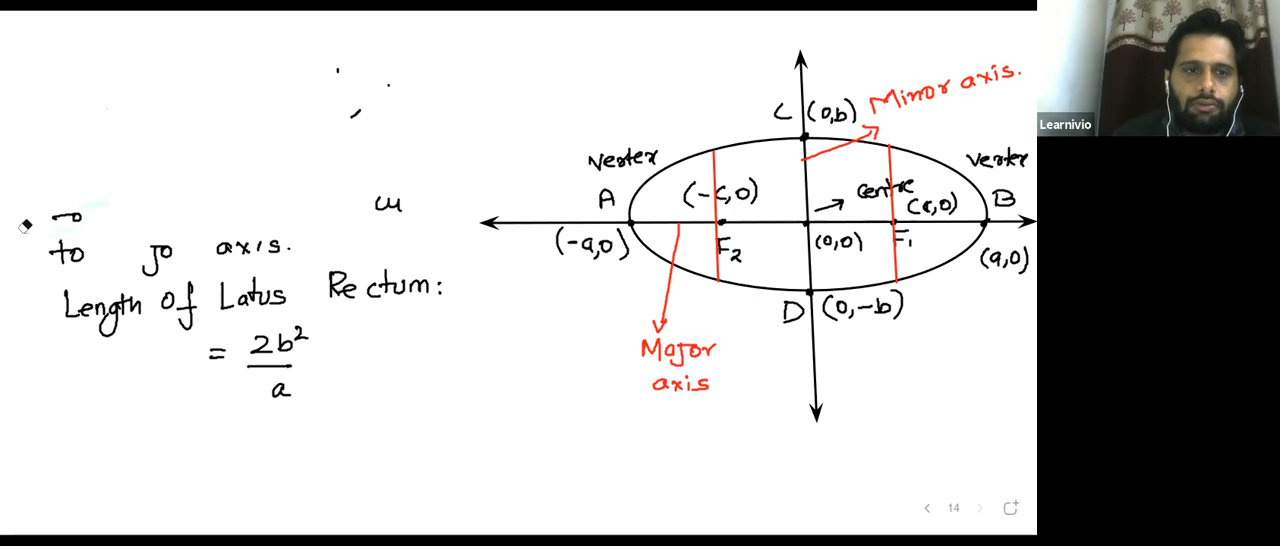 to jo axis.
Length of Latus Rectum:
= 2b²
a
Minor axis.
C (0,b)
Vertex
Vertex
A
(-c,0)
centre
(c,0)
B
(-a,0)
F₂
(0,0)
F₁
(a,0)
D (0,-b)
Major
axis
14
Learnivio